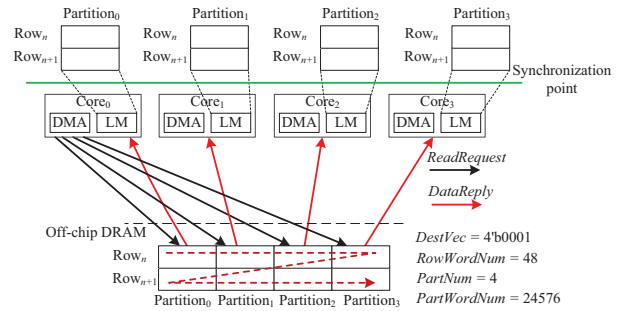 Partition0 Partition1 Partition2 Partition3
Rown Rown Rown Rown
Rown+1 Rown+1 Rown+1 Rown+1
Synchronization
point
Core0 Core1 Core2 Core3
DMA LM DMA LM DMA LM DMA LM
ReadRequest
DataReply
Off-chip DRAM
Rown
Rown+1
Partition0 Partition1 Partition2 Partition3
DestVec = 4'b0001
RowWordNum = 48
PartNum = 4
PartWordNum = 24576